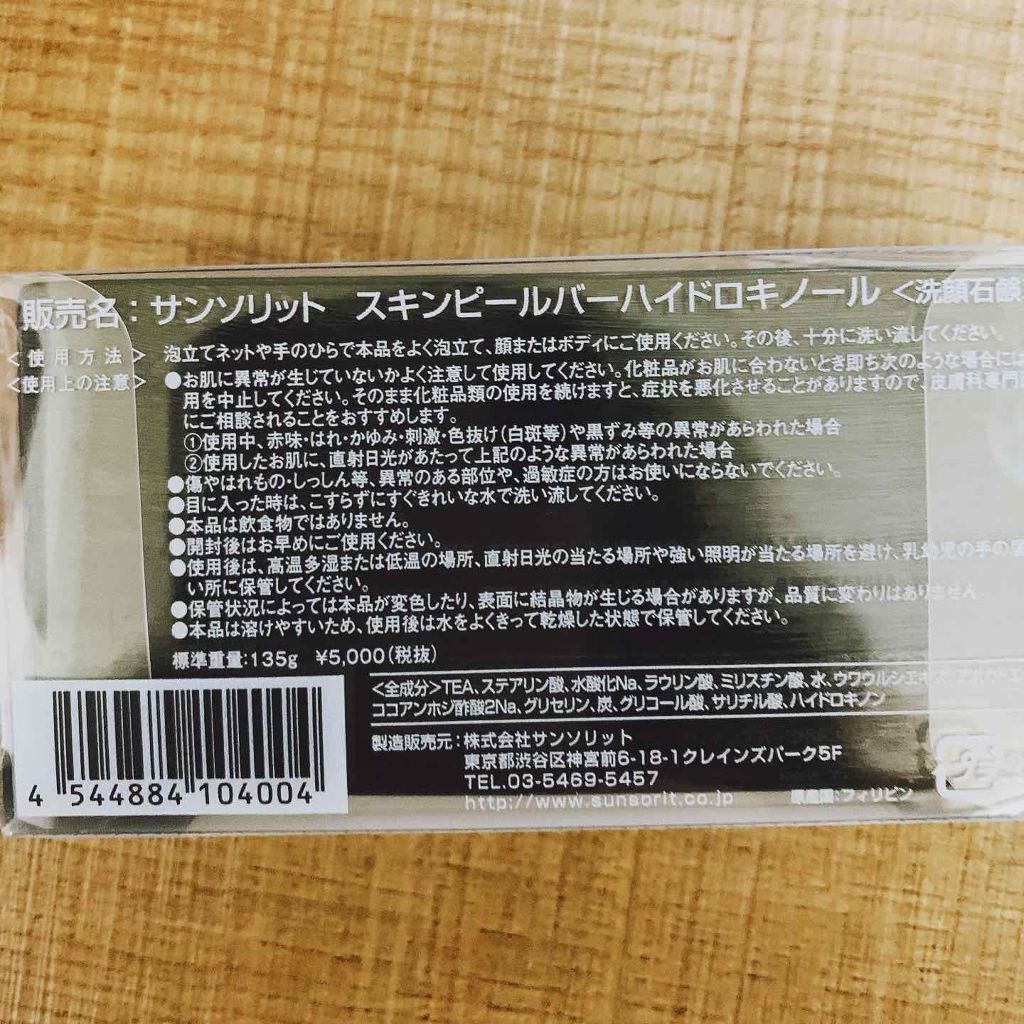 販売名：サンソリット　スキンピールバーハイドロキノール＜洗顔石鹸
＜使用方法＞ 泡立てネットや手のひらで本品をよく泡立て、顔またはボディにご使用ください。その後、十分に洗い流してください。
＜使用上の注意＞ ●お肌に異常が生じていないかよく注意して使用してください。化粧品がお肌に合わないとき即ち次のような場合には
用を中止してください。そのまま化粧品類の使用を続けますと、症状を悪化させることがありますので、皮膚科専門
にご相談されることをおすすめします。
①使用中、赤味・はれ・かゆみ・刺激・色抜け（白斑等）や黒ずみ等の異常があらわれた場合
②使用したお肌に、直射日光があたって上記のような異常があらわれた場合
●傷やはれもの・しっしん等、異常のある部位や、過敏症の方はお使いにならないでください。
●目に入った時は、こすらずにすぐきれいな水で洗い流してください。
●本品は飲食物ではありません。
●開封後はお早めにご使用ください。
●使用後は、高温多湿または低温の場所、直射日光の当たる場所や強い照明が当たる場所を避け、乳幼児の手の
い所に保管してください。
●保管状況によっては本品が変色したり、表面に結晶物が生じる場合がありますが、品質に変わりはありません。
●本品は溶けやすいため、使用後は水をよくきって乾燥した状態で保管してください。
標準重量：135g　¥5,000（税抜）
＜全成分＞TEA、ステアリン酸、水酸化Na、ラウリン酸、ミリスチン酸、水、ウワウルシエキス、
ココアンホジ酢酸2Na、グリセリン、炭、グリコール酸、サリチル酸、ハイドロキノン
製造販売元：株式会社サンソリット
東京都渋谷区神宮前6-18-1クレインズパーク5F
TEL.03-5469-5457
http://www.sunsorit.co.jp　原産国：フィリピン
4 544884 104004